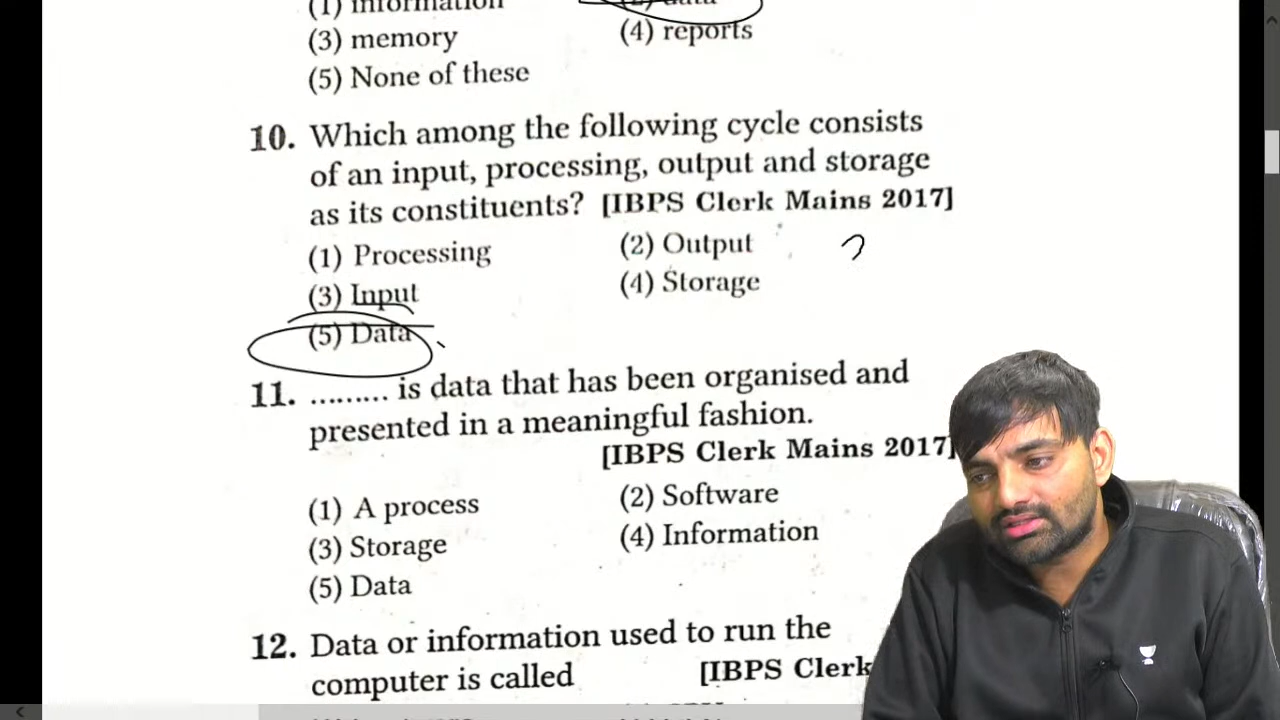 (1) information
(2) data
(3) memory
(4) reports
(5) None of these
10. Which among the following cycle consists
of an input, processing, output and storage
as its constituents? [IBPS Clerk Mains 2017]
(1) Processing
(2) Output
(3) Input
(4) Storage
(5) Data
11. ......... is data that has been organised and
presented in a meaningful fashion.
[IBPS Clerk Mains 2017]
(1) A process
(2) Software
(3) Storage
(4) Information
(5) Data
12. Data or information used to run the
computer is called [IBPS Clerk